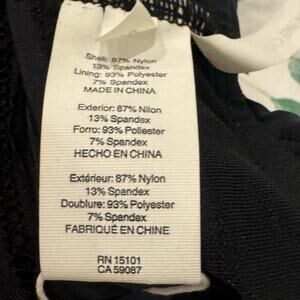 Shell: 87% Nylon
13% Spandex
Lining: 93% Polyester
7% Spandex
MADE IN CHINA
Exterior: 87% Nilon
13% Spandex
Forro: 93% Poliester
7% Spandex
HECHO EN CHINA
Extérieur: 87% Nylon
13% Spandex
Doublure: 93% Polyester
7% Spandex
FABRIQUÉ EN CHINE
RN 15101
CA 59087